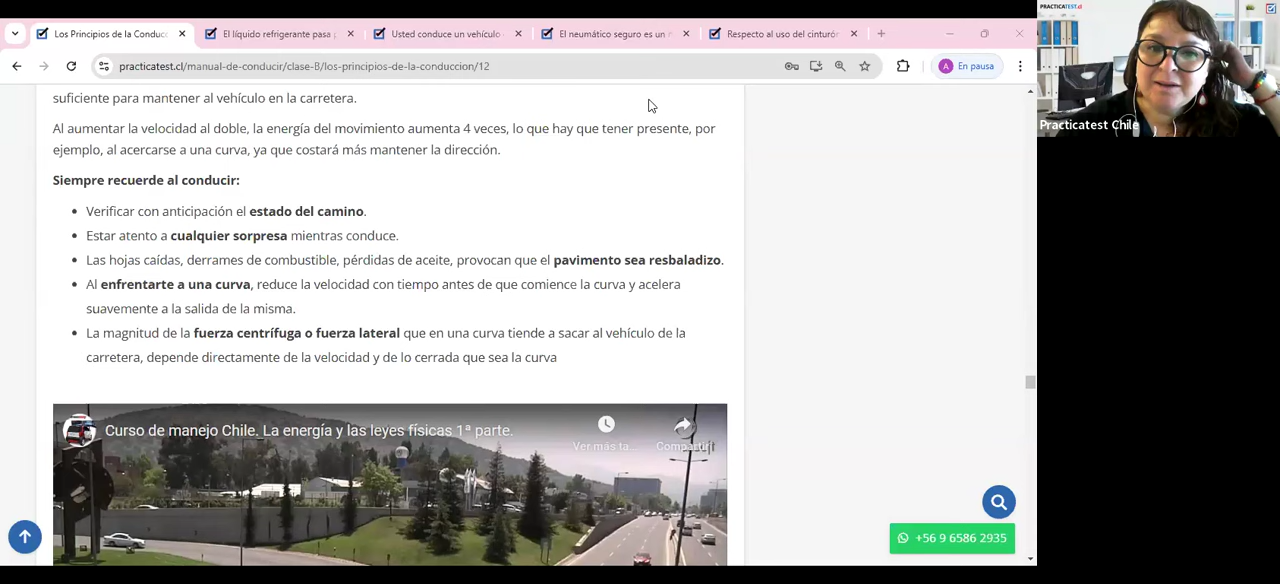 Los Principios de la Conducc
El líquido refrigerante pasa p
Usted conduce un vehículo
El neumático seguro es un n
Respecto al uso del cinturón
practicatest.cl/manual-de-conducir/clase-B/los-principios-de-la-conduccion/12
A En pausa
suficiente para mantener al vehículo en la carretera.
Al aumentar la velocidad al doble, la energía del movimiento aumenta 4 veces, lo que hay que tener presente, por
ejemplo, al acercarse a una curva, ya que costará más mantener la dirección.
Siempre recuerde al conducir:
Verificar con anticipación el estado del camino.
Estar atento a cualquier sorpresa mientras conduce.
Las hojas caídas, derrames de combustible, pérdidas de aceite, provocan que el pavimento sea resbaladizo.
Al enfrentarte a una curva, reduce la velocidad con tiempo antes de que comience la curva y acelera
suavemente a la salida de la misma.
La magnitud de la fuerza centrífuga o fuerza lateral que en una curva tiende a sacar al vehículo de la
carretera, depende directamente de la velocidad y de lo cerrada que sea la curva
Curso de manejo Chile. La energía y las leyes físicas 1ª parte.
Ver más ta...
Compartir
+56 9 6586 2935
PRACTICATEST.cl
Practicatest Chile